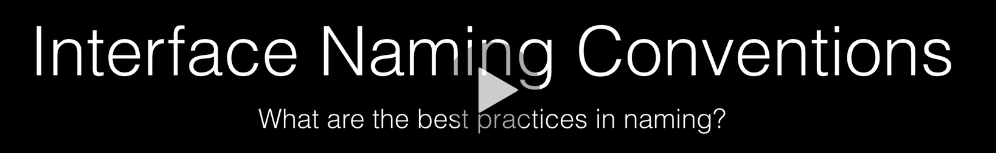 Interface Naming Conventions
What are the best practices in naming?